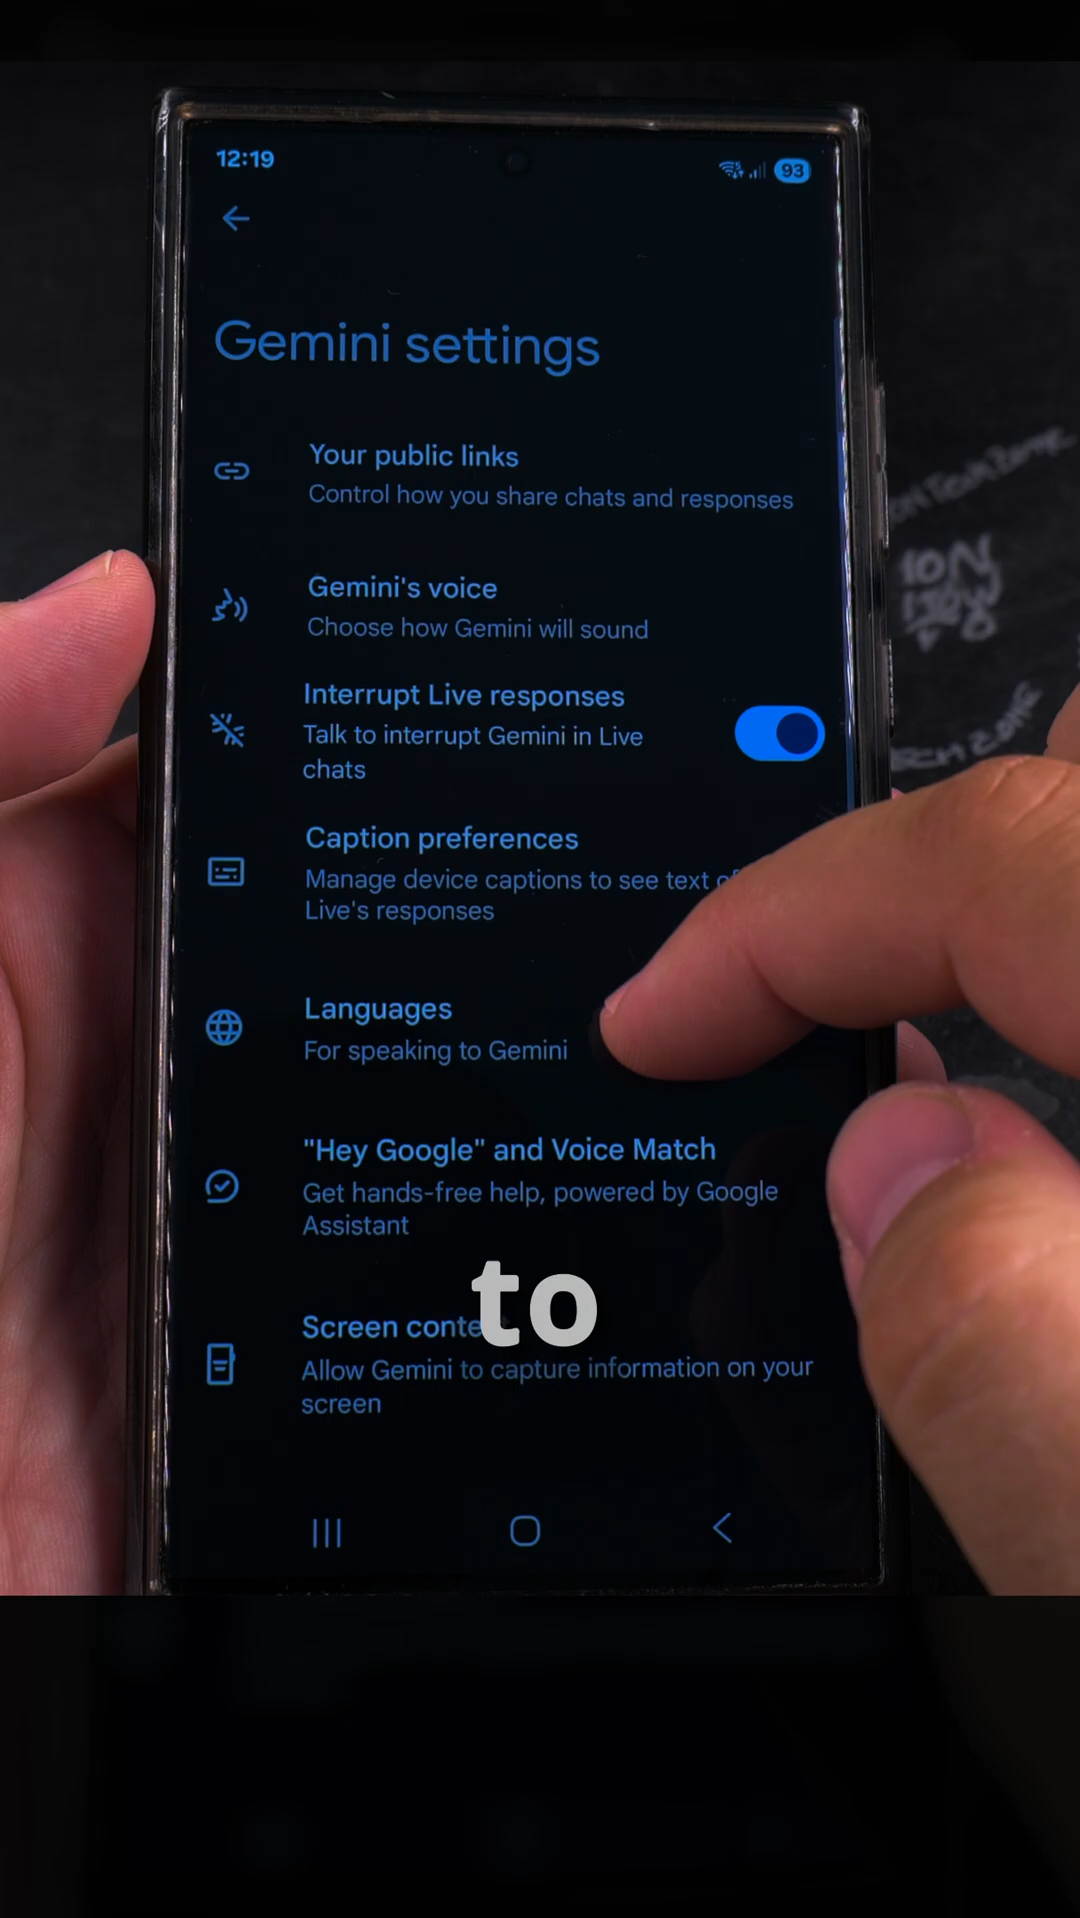 12:19
93
Gemini settings
Your public links
Control how you share chats and responses
Gemini's voice
Choose how Gemini will sound
Interrupt Live responses
Talk to interrupt Gemini in Live
chats
Caption preferences
Manage device captions to see text of
Live's responses
Languages
For speaking to Gemini
"Hey Google" and Voice Match
Get hands-free help, powered by Google
Assistant
to
Screen conte
Allow Gemini to capture information on your
screen